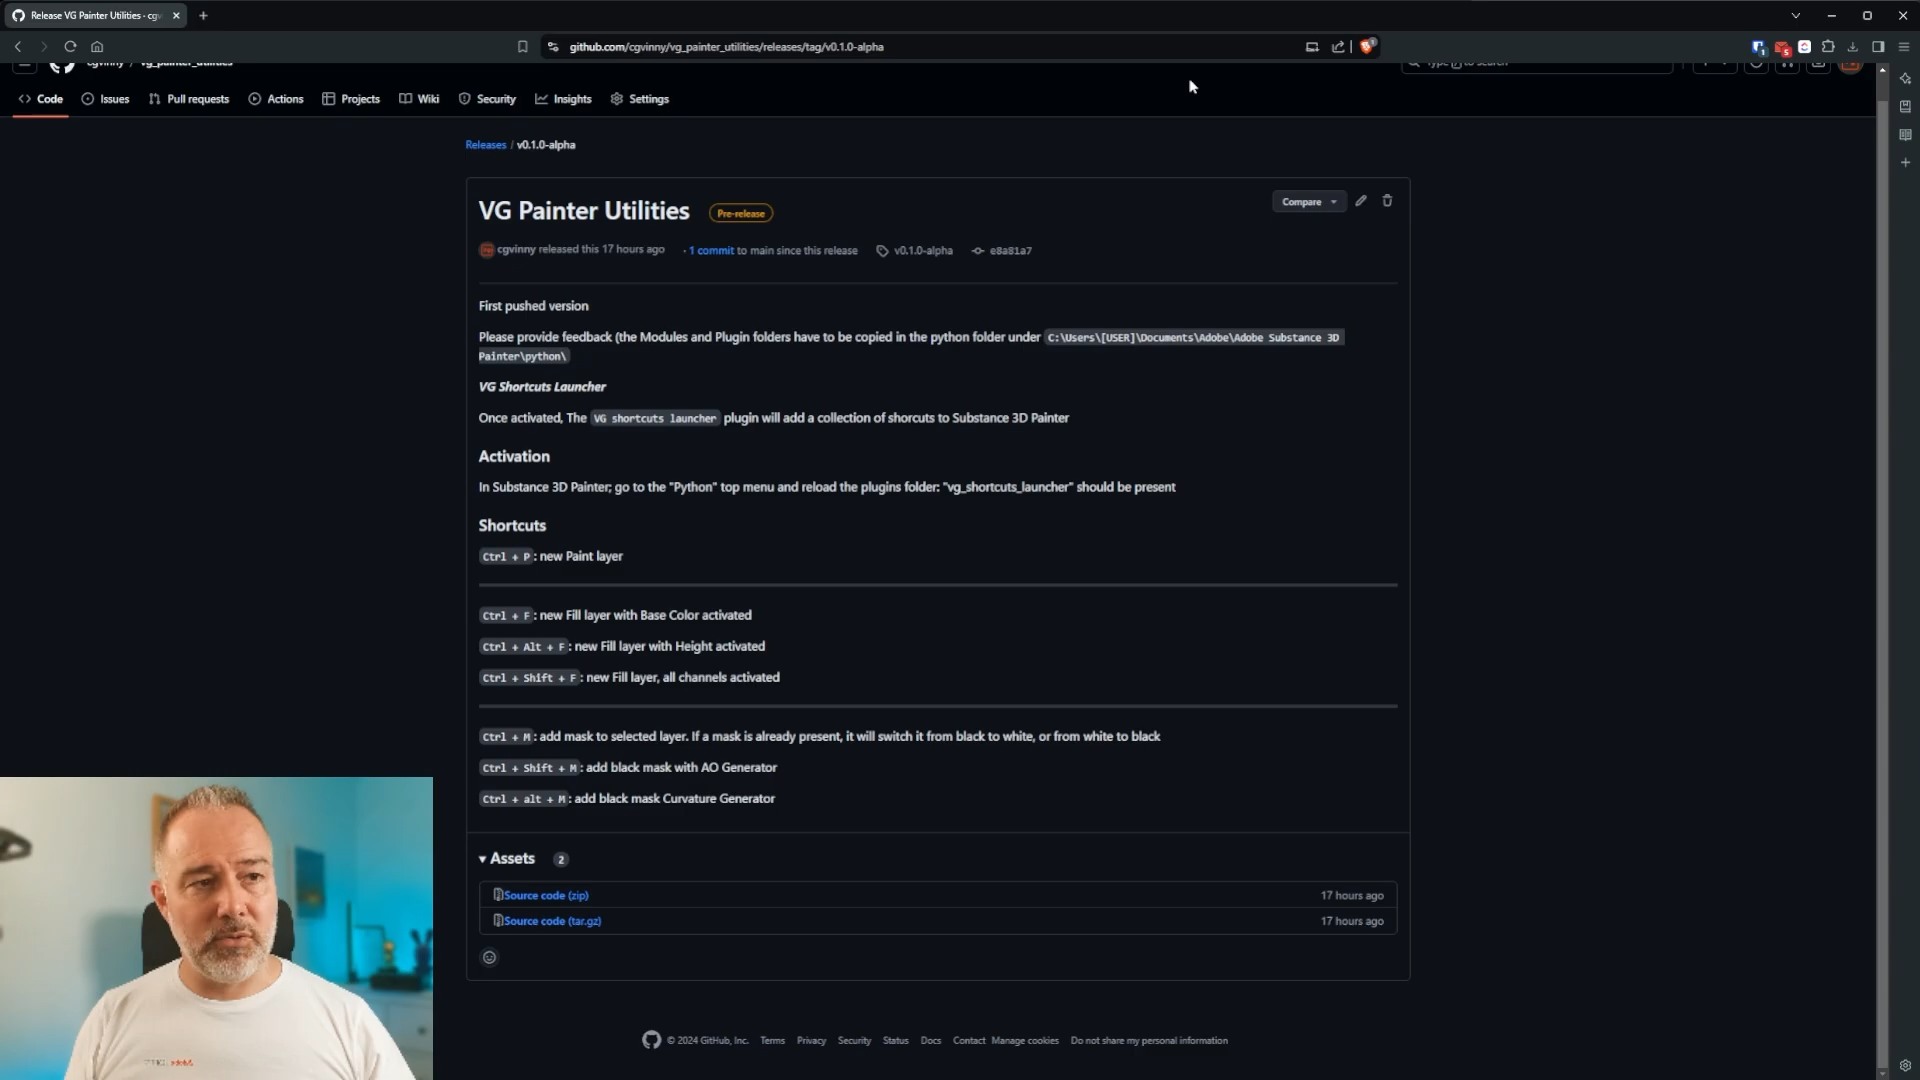 Release VG Painter Utilities · cgv
github.com/cgvinny/vg_painter_utilities/releases/tag/v0.1.0-alpha
cgvinny / vg_painter_utilities
Type / to search
Code Issues Pull requests Actions Projects Wiki Security Insights Settings
Releases / v0.1.0-alpha
VG Painter Utilities Pre-release
Compare
cgvinny released this 17 hours ago · 1 commit to main since this release v0.1.0-alpha e8a81a7
First pushed version
Please provide feedback (the Modules and Plugin folders have to be copied in the python folder under C:\Users\[USER]\Documents\Adobe\Adobe Substance 3D
Painter\python\
VG Shortcuts Launcher
Once activated, The VG shortcuts launcher plugin will add a collection of shorcuts to Substance 3D Painter
Activation
In Substance 3D Painter; go to the "Python" top menu and reload the plugins folder: "vg_shortcuts_launcher" should be present
Shortcuts
Ctrl + P : new Paint layer
Ctrl + F : new Fill layer with Base Color activated
Ctrl + Alt + F : new Fill layer with Height activated
Ctrl + Shift + F : new Fill layer, all channels activated
Ctrl + M : add mask to selected layer. If a mask is already present, it will switch it from black to white, or from white to black
Ctrl + Shift + M : add black mask with AO Generator
Ctrl + alt + M : add black mask Curvature Generator
Assets 2
Source code (zip) 17 hours ago
Source code (tar.gz) 17 hours ago
© 2024 GitHub, Inc. Terms Privacy Security Status Docs Contact Manage cookies Do not share my personal information